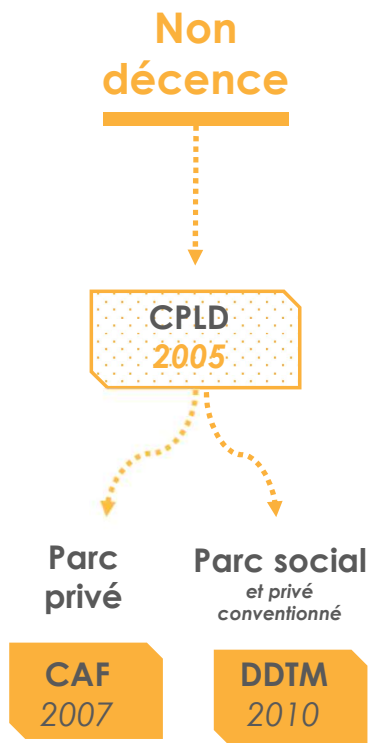 Non
décence
CPLD
2005
Parc
privé
Parc social
et privé
conventionné
CAF
2007
DDTM
2010